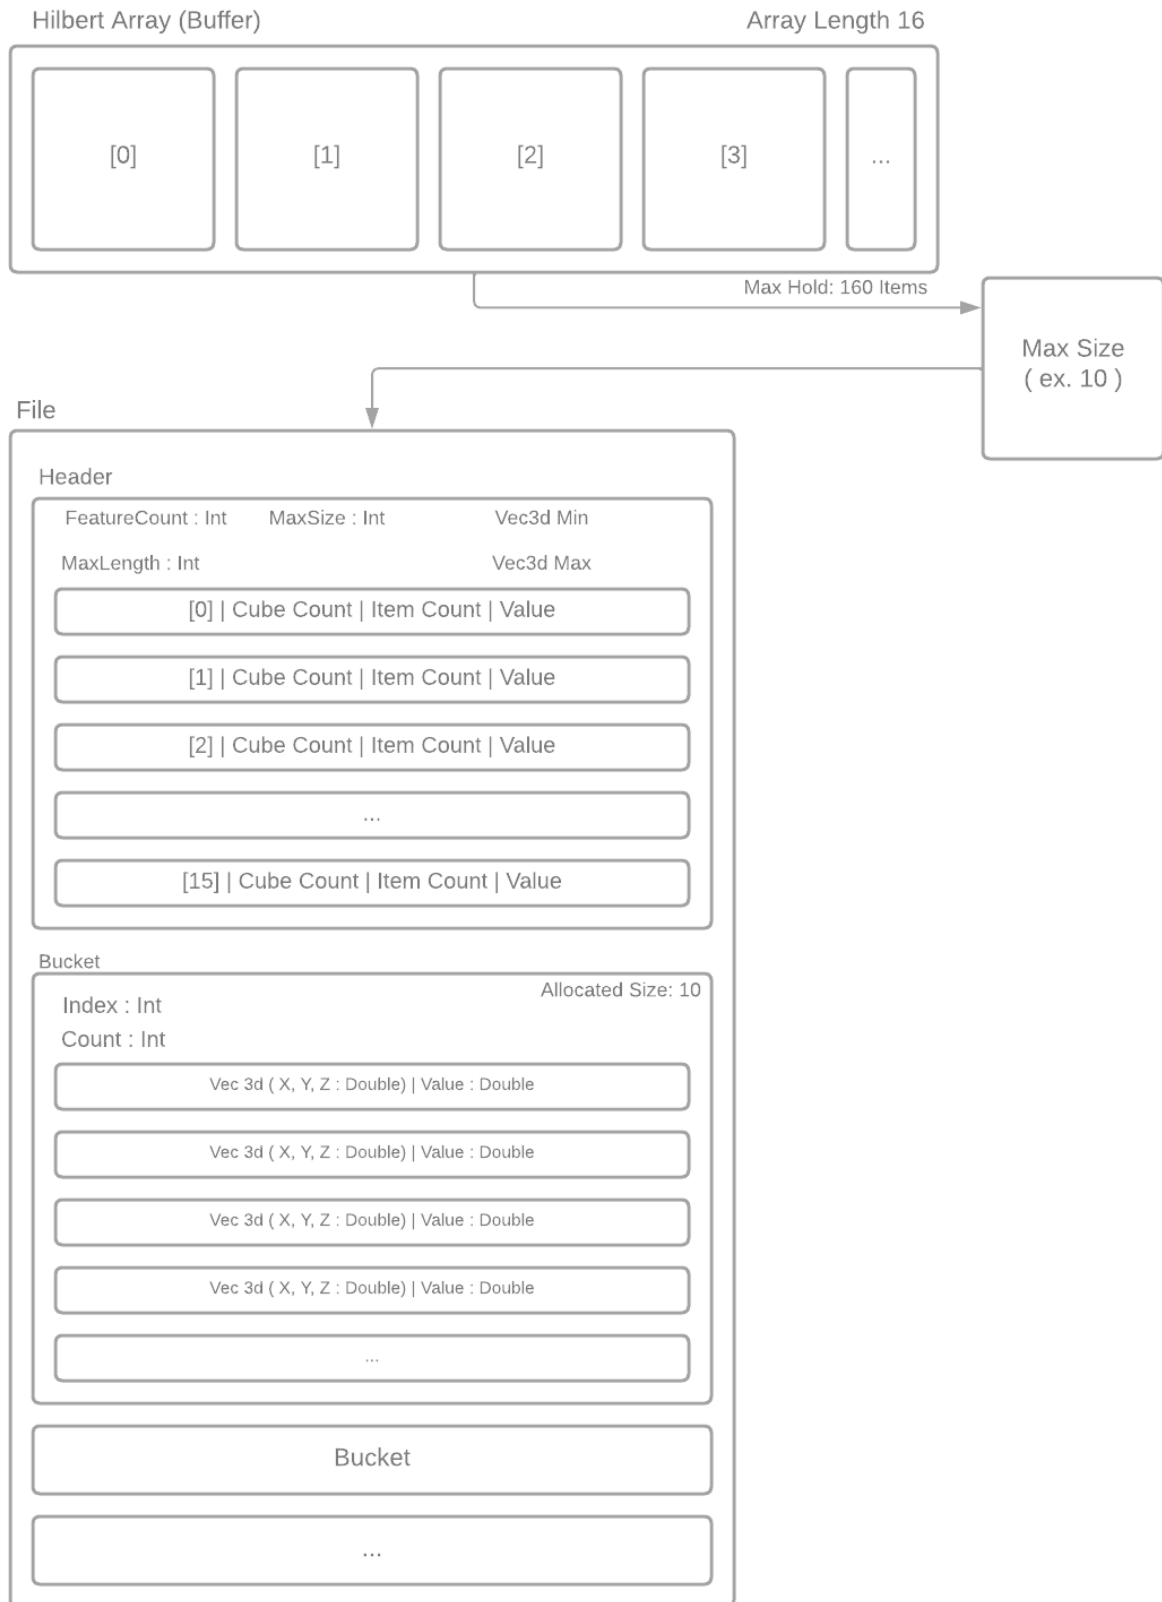 Hilbert Array (Buffer)
Array Length 16
[0]
[1]
[2]
[3]
...
Max Hold: 160 Items
Max Size
( ex. 10 )
File
Header
FeatureCount : Int
MaxSize : Int
Vec3d Min
MaxLength : Int
Vec3d Max
[0] | Cube Count | Item Count | Value
[1] | Cube Count | Item Count | Value
[2] | Cube Count | Item Count | Value
...
[15] | Cube Count | Item Count | Value
Bucket
Allocated Size: 10
Index : Int
Count : Int
Vec 3d ( X, Y, Z : Double) | Value : Double
Vec 3d ( X, Y, Z : Double) | Value : Double
Vec 3d ( X, Y, Z : Double) | Value : Double
Vec 3d ( X, Y, Z : Double) | Value : Double
...
Bucket
...